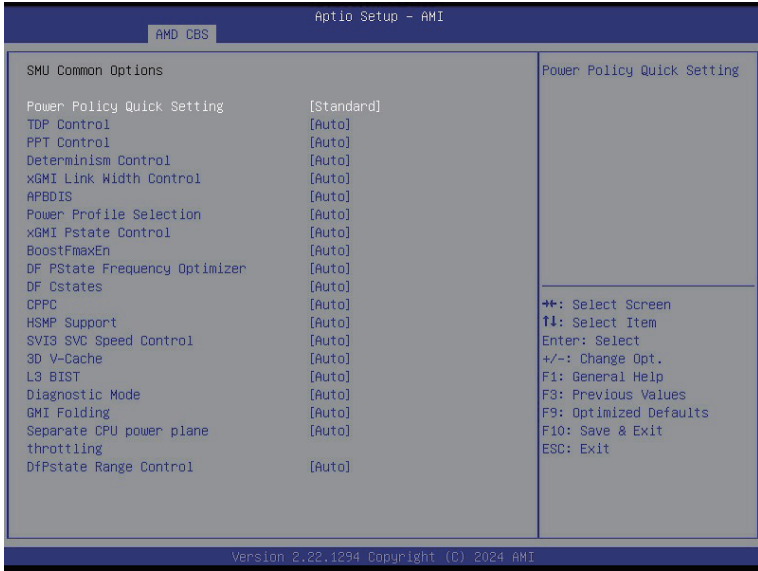 Aptio Setup - AMI
AMD CBS
SMU Common Options
Power Policy Quick Setting [Standard]
TDP Control [Auto]
PPT Control [Auto]
Determinism Control [Auto]
xGMI Link Width Control [Auto]
APBDIS [Auto]
Power Profile Selection [Auto]
xGMI Pstate Control [Auto]
BoostFmaxEn [Auto]
DF PState Frequency Optimizer [Auto]
DF Cstates [Auto]
CPPC [Auto]
HSMP Support [Auto]
SVI3 SVC Speed Control [Auto]
3D V-Cache [Auto]
L3 BIST [Auto]
Diagnostic Mode [Auto]
GMI Folding [Auto]
Separate CPU power plane [Auto]
throttling
DfPstate Range Control [Auto]
Power Policy Quick Setting
→←: Select Screen
↑↓: Select Item
Enter: Select
+/-: Change Opt.
F1: General Help
F3: Previous Values
F9: Optimized Defaults
F10: Save & Exit
ESC: Exit
Version 2.22.1294 Copyright (C) 2024 AMI